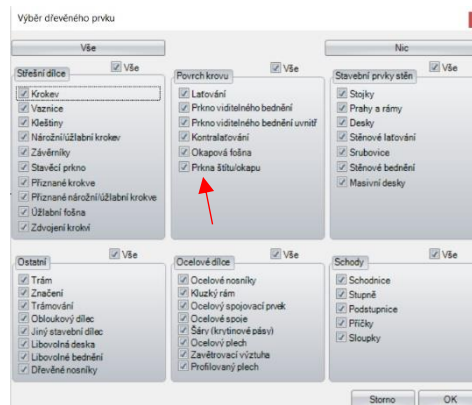 Výběr dřevěného prvku
Vše
Nic
Střešní dílce
Vše
Krokev
Vaznice
Kleštiny
Nárožní/úžlabní krokev
Závěrníky
Stavěcí prkno
Přiznané krokve
Přiznané nárožní/úžlabní krokve
Úžlabní fošna
Zdvojení krokví
Povrch krovu
Vše
Laťování
Prkno viditelného bednění
Prkno viditelného bednění uvnitř
Kontralaťování
Okapová fošna
Prkna štítu/okapu
Stavební prvky stěn
Vše
Stojky
Prahy a rámy
Desky
Stěnové laťování
Srubovice
Stěnové bednění
Masivní desky
Ostatní
Vše
Trám
Značení
Trámování
Obloukový dílec
Jiný stavební dílec
Libovolná deska
Libovolné bednění
Dřevěné nosníky
Ocelové dílce
Vše
Ocelové nosníky
Kluzký rám
Ocelový spojovací prvek
Ocelové spoje
Šáry (krytinové pásy)
Ocelový plech
Zavětrovací výztuha
Profilovaný plech
Schody
Vše
Schodnice
Stupně
Podstupnice
Příčky
Sloupky
Storno
OK